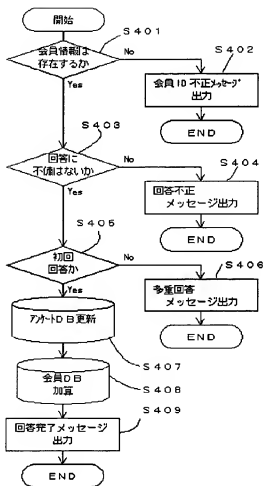 開始
S401
会員情報は
存在するか
No
S402
会員ID不正メッセージ
出力
Yes
END
S403
回答に
不備はないか
No
S404
回答不正
メッセージ出力
Yes
S405
END
初回
回答か
No
S406
多重回答
メッセージ出力
Yes
アンケートDB更新
END
S407
会員DB
加算
S408
S409
回答完了メッセージ
出力
END